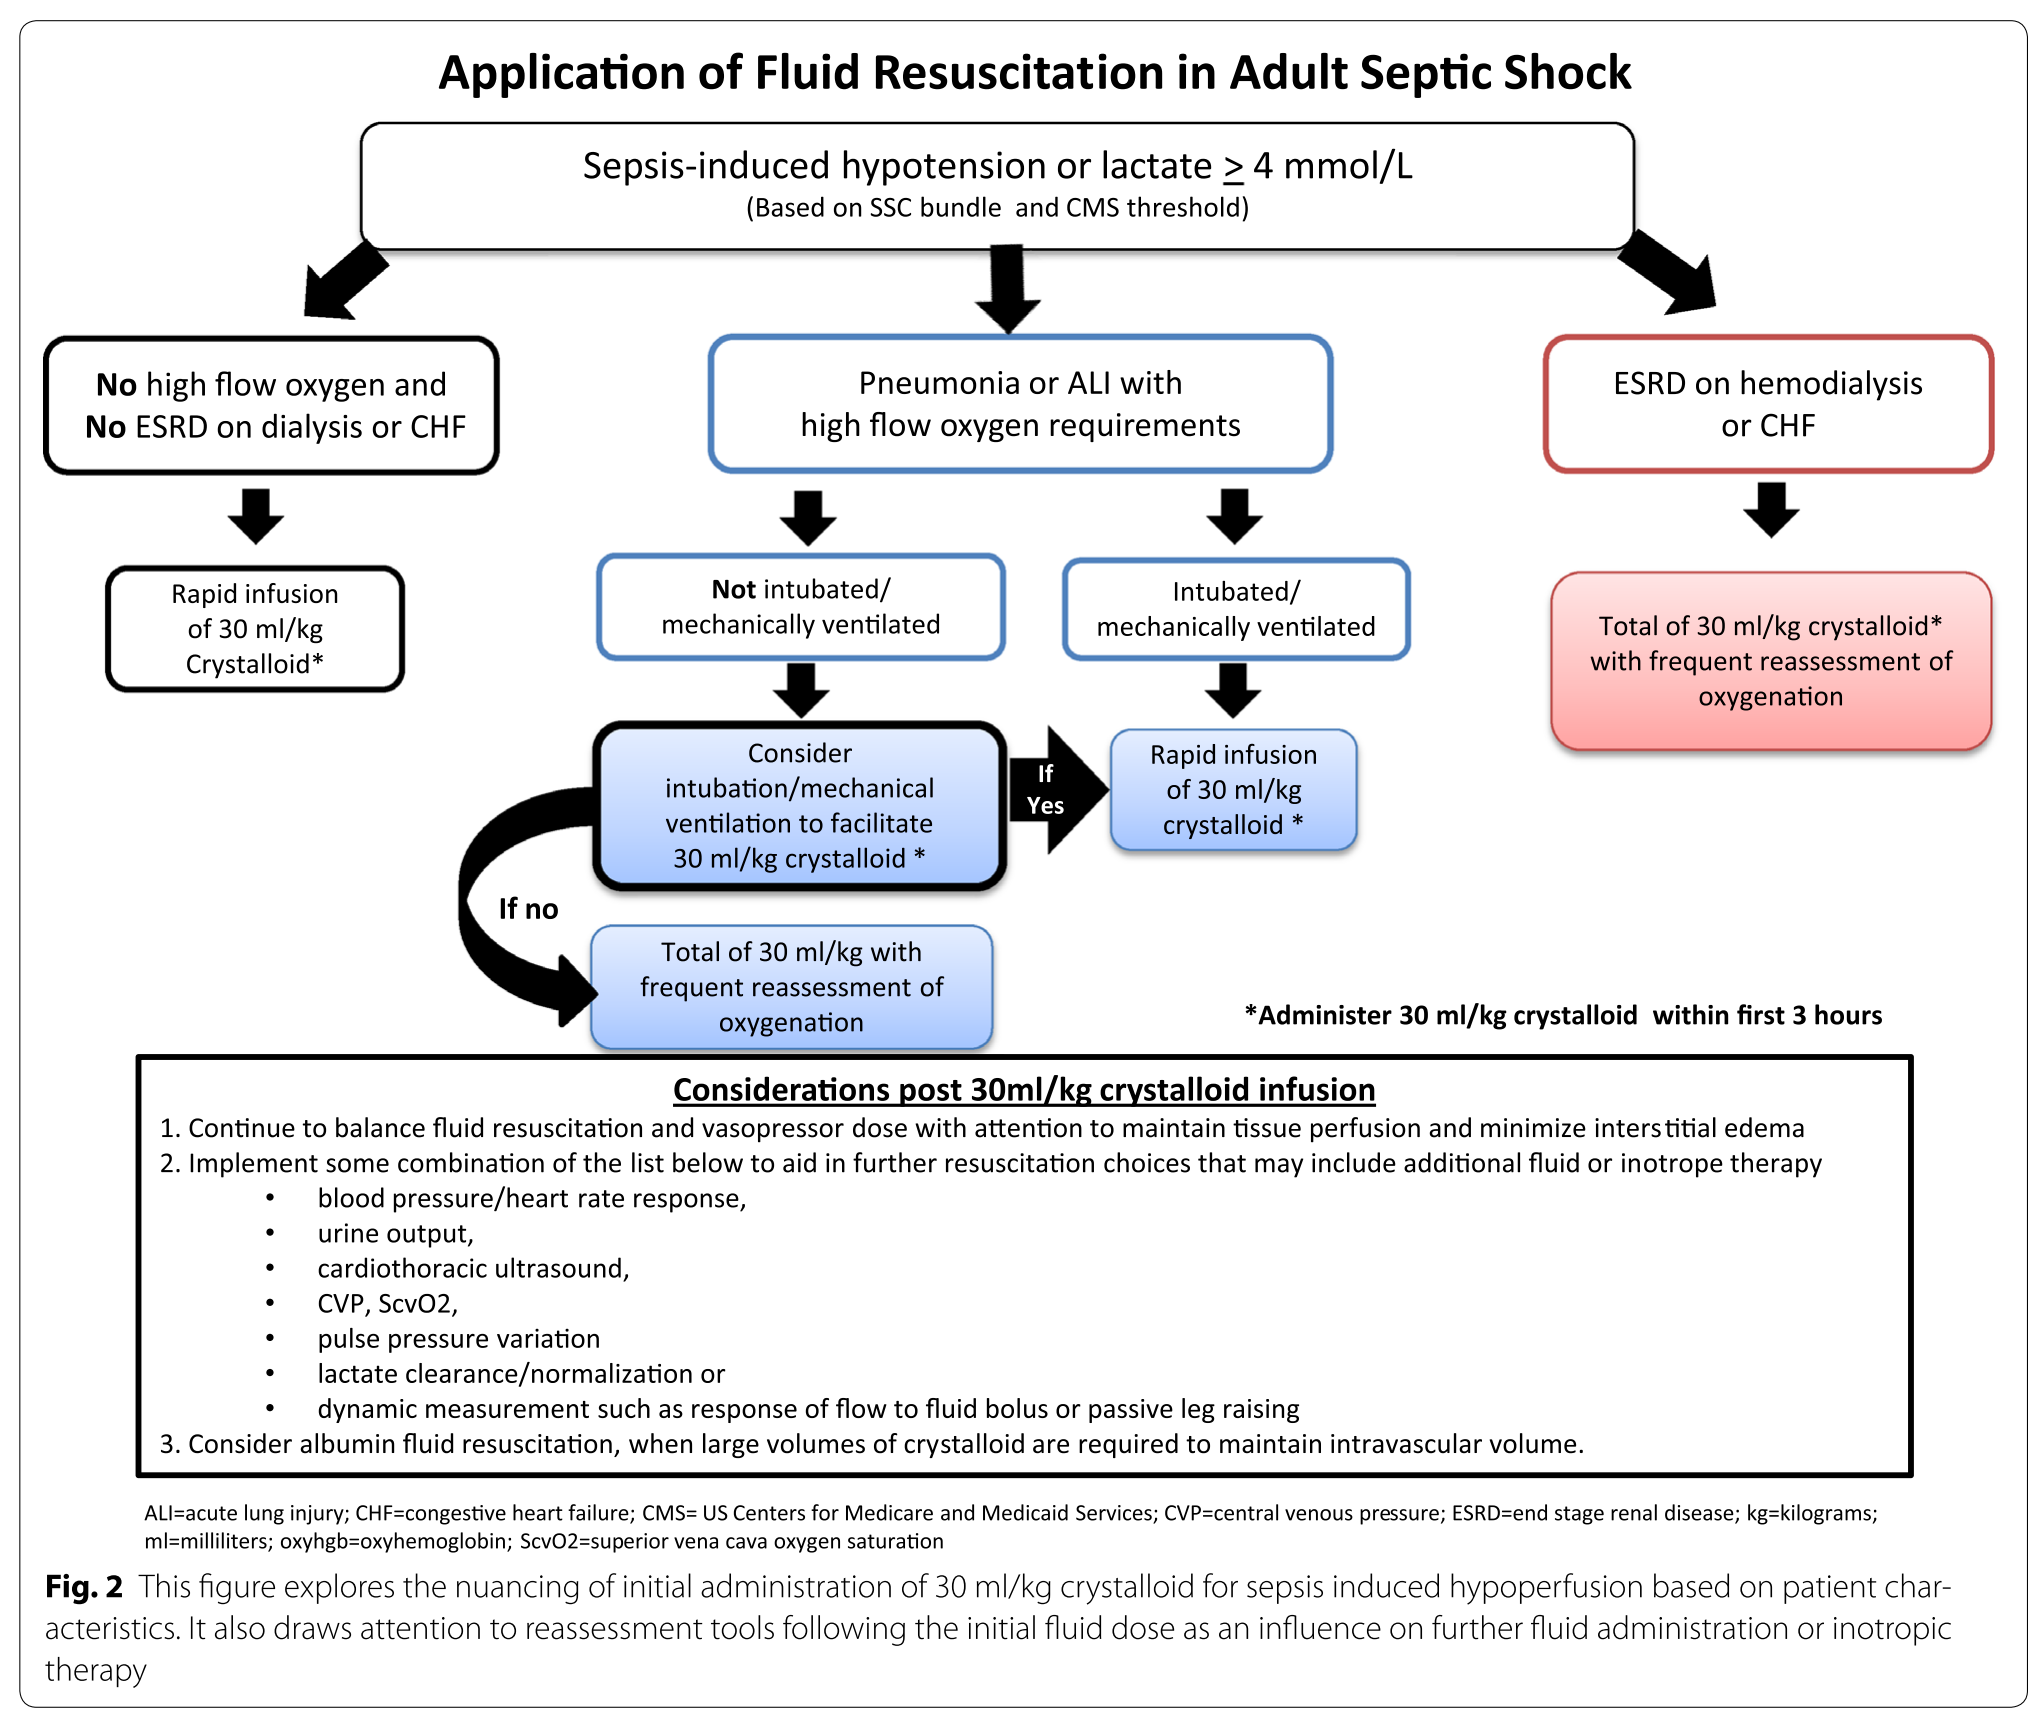 Application of Fluid Resuscitation in Adult Septic Shock
Sepsis-induced hypotension or lactate ≥ 4 mmol/L
(Based on SSC bundle and CMS threshold)
No high flow oxygen and
No ESRD on dialysis or CHF
Pneumonia or ALI with
high flow oxygen requirements
ESRD on hemodialysis
or CHF
Rapid infusion
of 30 ml/kg
Crystalloid*
Not intubated/
mechanically ventilated
Intubated/
mechanically ventilated
Total of 30 ml/kg crystalloid*
with frequent reassessment of
oxygenation
Consider
intubation/mechanical
ventilation to facilitate
30 ml/kg crystalloid *
If
Yes
Rapid infusion
of 30 ml/kg
crystalloid *
If no
Total of 30 ml/kg with
frequent reassessment of
oxygenation
*Administer 30 ml/kg crystalloid within first 3 hours
Considerations post 30ml/kg crystalloid infusion
1. Continue to balance fluid resuscitation and vasopressor dose with attention to maintain tissue perfusion and minimize interstitial edema
2. Implement some combination of the list below to aid in further resuscitation choices that may include additional fluid or inotrope therapy
• blood pressure/heart rate response,
• urine output,
• cardiothoracic ultrasound,
• CVP, ScvO2,
• pulse pressure variation
• lactate clearance/normalization or
• dynamic measurement such as response of flow to fluid bolus or passive leg raising
3. Consider albumin fluid resuscitation, when large volumes of crystalloid are required to maintain intravascular volume.
ALI=acute lung injury; CHF=congestive heart failure; CMS= US Centers for Medicare and Medicaid Services; CVP=central venous pressure; ESRD=end stage renal disease; kg=kilograms;
ml=milliliters; oxyhgb=oxyhemoglobin; ScvO2=superior vena cava oxygen saturation
Fig. 2 This figure explores the nuancing of initial administration of 30 ml/kg crystalloid for sepsis induced hypoperfusion based on patient char-
acteristics. It also draws attention to reassessment tools following the initial fluid dose as an influence on further fluid administration or inotropic
therapy